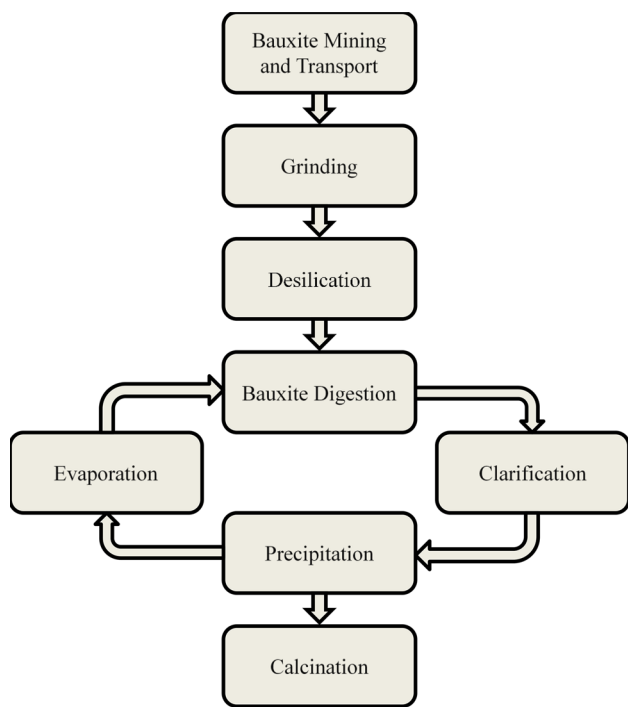 Bauxite Mining
and Transport
Grinding
Desilication
Bauxite Digestion
Evaporation
Clarification
Precipitation
Calcination